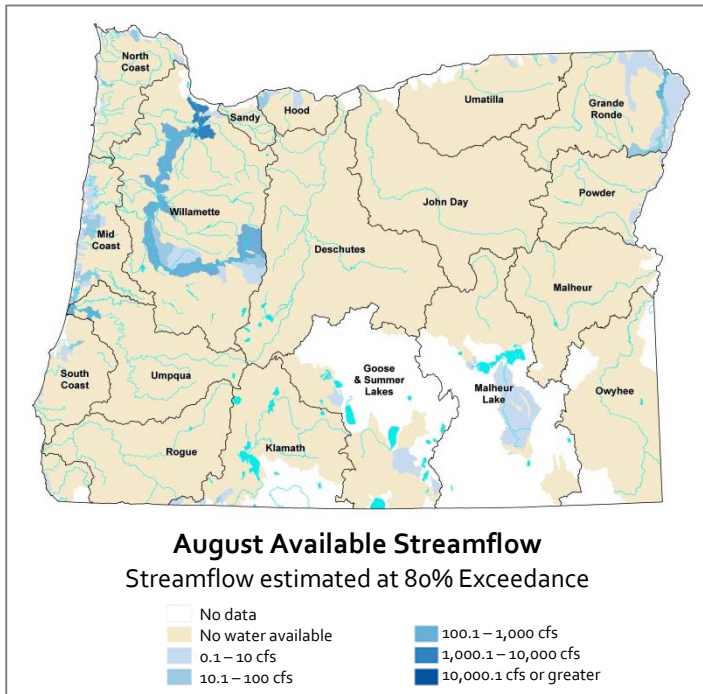 North
Coast
Sandy
Hood
Umatilla
Grande
Ronde
Willamette
John Day
Powder
Mid
Coast
Deschutes
Malheur
South
Coast
Umpqua
Goose
& Summer
Lakes
Malheur
Lake
Owyhee
Rogue
Klamath
August Available Streamflow
Streamflow estimated at 80% Exceedance
No data
No water available
0.1 – 10 cfs
10.1 – 100 cfs
100.1 – 1,000 cfs
1,000.1 – 10,000 cfs
10,000.1 cfs or greater